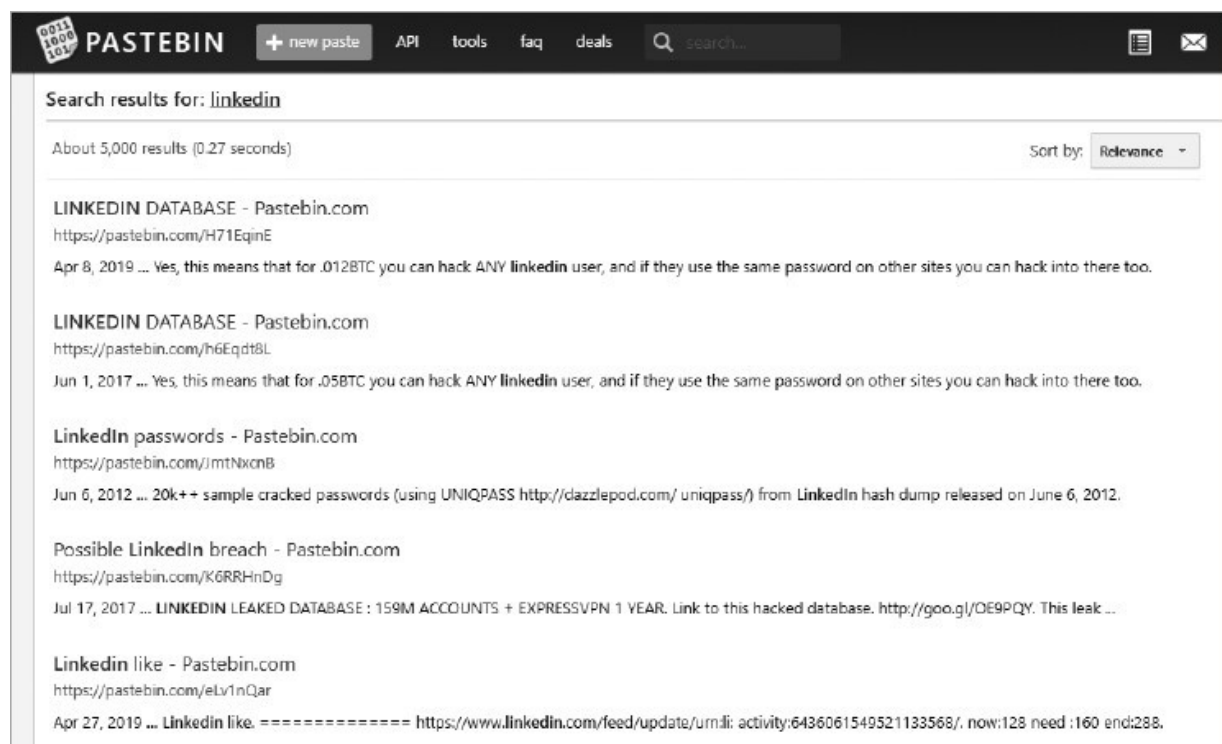 0011
1000
101
PASTEBIN + new paste API tools faq deals search...
Search results for: linkedin
About 5,000 results (0.27 seconds) Sort by: Relevance
LINKEDIN DATABASE - Pastebin.com
https://pastebin.com/H71EqinE
Apr 8, 2019 ... Yes, this means that for .012BTC you can hack ANY linkedin user, and if they use the same password on other sites you can hack into there too.
LINKEDIN DATABASE - Pastebin.com
https://pastebin.com/h6Eqdt8L
Jun 1, 2017 ... Yes, this means that for .05BTC you can hack ANY linkedin user, and if they use the same password on other sites you can hack into there too.
LinkedIn passwords - Pastebin.com
https://pastebin.com/JmtNxcnB
Jun 6, 2012 ... 20k++ sample cracked passwords (using UNIQPASS http://dazzlepod.com/ uniqpass/) from LinkedIn hash dump released on June 6, 2012.
Possible LinkedIn breach - Pastebin.com
https://pastebin.com/K6RRHnDg
Jul 17, 2017 ... LINKEDIN LEAKED DATABASE : 159M ACCOUNTS + EXPRESSVPN 1 YEAR. Link to this hacked database. http://goo.gl/OE9PQY. This leak ...
Linkedin like - Pastebin.com
https://pastebin.com/eLv1nQar
Apr 27, 2019 ... Linkedin like. ============== https://www.linkedin.com/feed/update/urn:li: activity:6436061549521133568/. now:128 need :160 end:288.